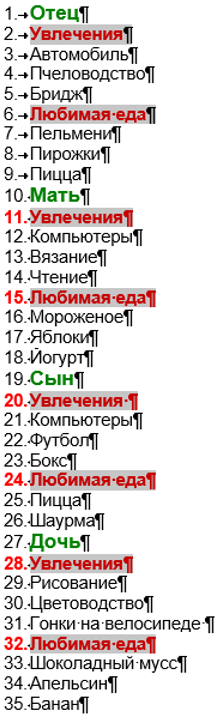 1.→Отец¶
2.→Увлечения¶
3.→Автомобиль¶
4.→Пчеловодство¶
5.→Бридж¶
6.→Любимая·еда¶
7.→Пельмени¶
8.→Пирожки¶
9.→Пицца¶
10.Мать¶
11.Увлечения¶
12.Компьютеры¶
13.Вязание¶
14.Чтение¶
15.Любимая·еда¶
16.Мороженое¶
17.Яблоки¶
18.Йогурт¶
19.Сын¶
20.Увлечения·¶
21.Компьютеры¶
22.Футбол¶
23.Бокс¶
24.Любимая·еда¶
25.Пицца¶
26.Шаурма¶
27.Дочь¶
28.Увлечения¶
29.Рисование¶
30.Цветоводство¶
31.Гонки·на·велосипеде·¶
32.Любимая·еда¶
33.Шоколадный·мусс¶
34.Апельсин¶
35.Банан¶